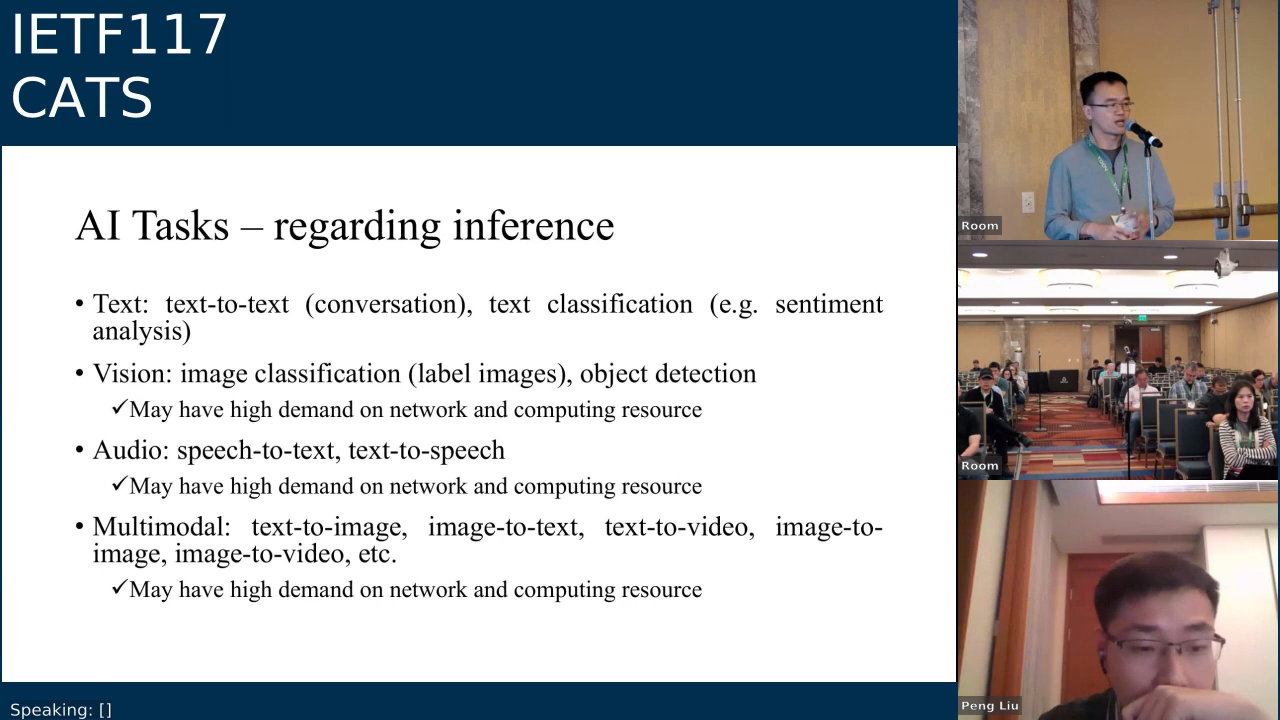 IETF117
CATS
AI Tasks – regarding inference
• Text: text-to-text (conversation), text classification (e.g. sentiment
analysis)
• Vision: image classification (label images), object detection
✓May have high demand on network and computing resource
• Audio: speech-to-text, text-to-speech
✓May have high demand on network and computing resource
• Multimodal: text-to-image, image-to-text, text-to-video, image-to-
image, image-to-video, etc.
✓May have high demand on network and computing resource
Speaking: []
Room
Room
Peng Liu